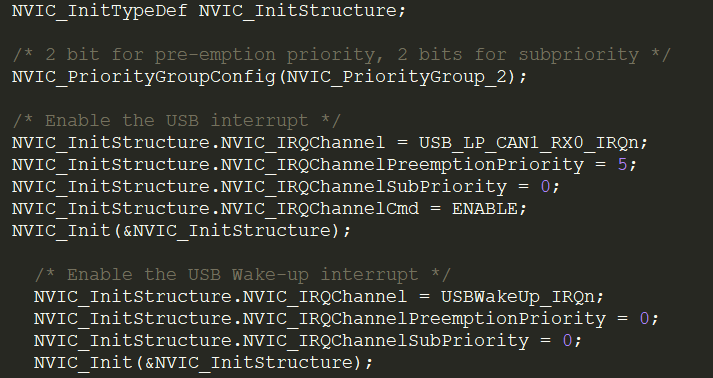 NVIC_InitTypeDef NVIC_InitStructure;
/* 2 bit for pre-emption priority, 2 bits for subpriority */
NVIC_PriorityGroupConfig(NVIC_PriorityGroup_2);
/* Enable the USB interrupt */
NVIC_InitStructure.NVIC_IRQChannel = USB_LP_CAN1_RX0_IRQn;
NVIC_InitStructure.NVIC_IRQChannelPreemptionPriority = 5;
NVIC_InitStructure.NVIC_IRQChannelSubPriority = 0;
NVIC_InitStructure.NVIC_IRQChannelCmd = ENABLE;
NVIC_Init(&NVIC_InitStructure);
/* Enable the USB Wake-up interrupt */
NVIC_InitStructure.NVIC_IRQChannel = USBWakeUp_IRQn;
NVIC_InitStructure.NVIC_IRQChannelPreemptionPriority = 0;
NVIC_InitStructure.NVIC_IRQChannelSubPriority = 0;
NVIC_Init(&NVIC_InitStructure);